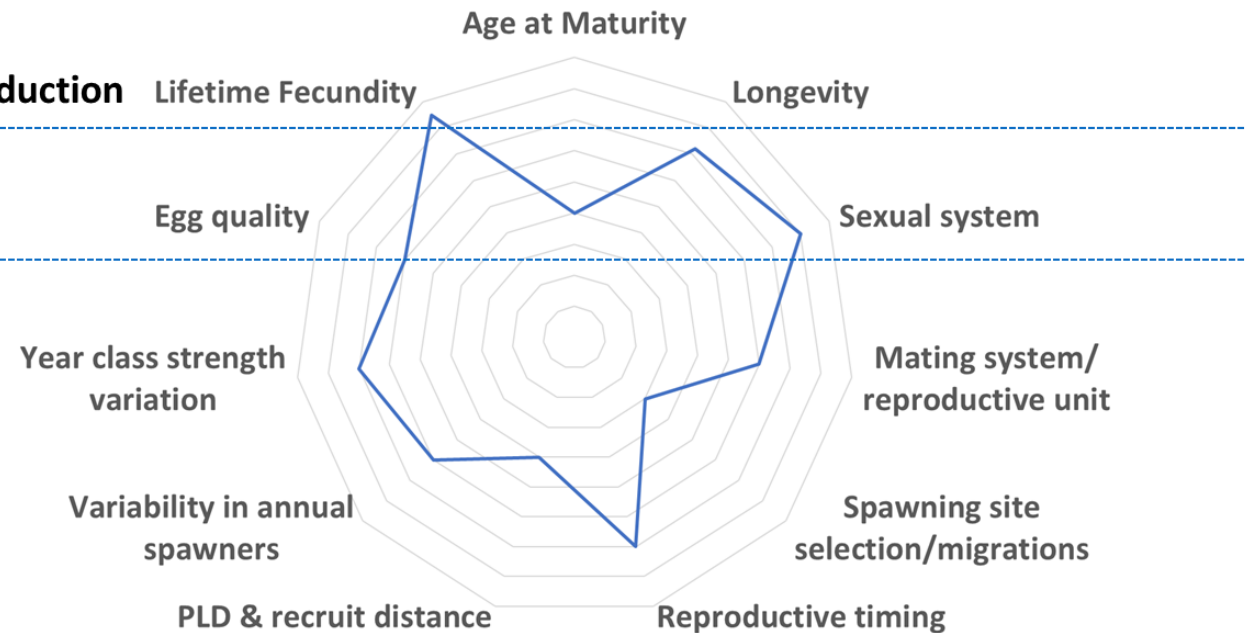 Age at Maturity
duction
Lifetime Fecundity
Longevity
Egg quality
Sexual system
Year class strength
variation
Mating system/
reproductive unit
Variability in annual
spawners
Spawning site
selection/migrations
PLD & recruit distance
Reproductive timing